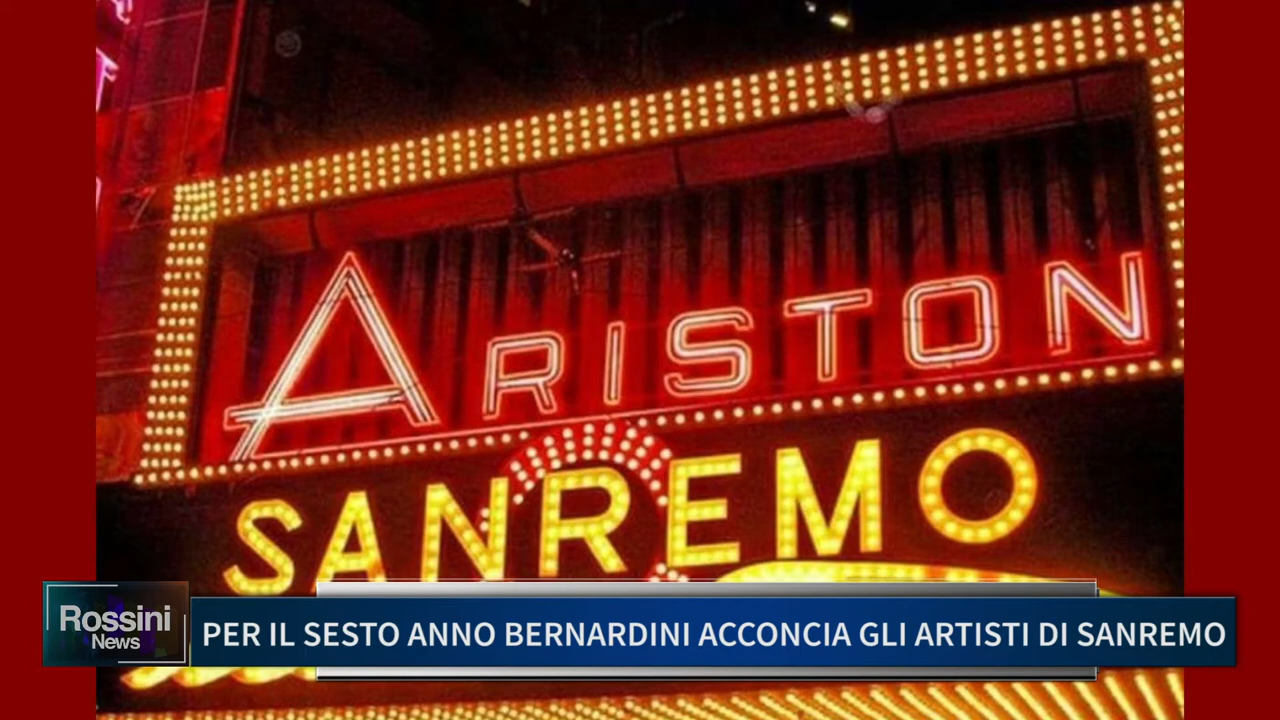 ARISTON
SANREMO
Rossini
News
PER IL SESTO ANNO BERNARDINI ACCONCIA GLI ARTISTI DI SANREMO